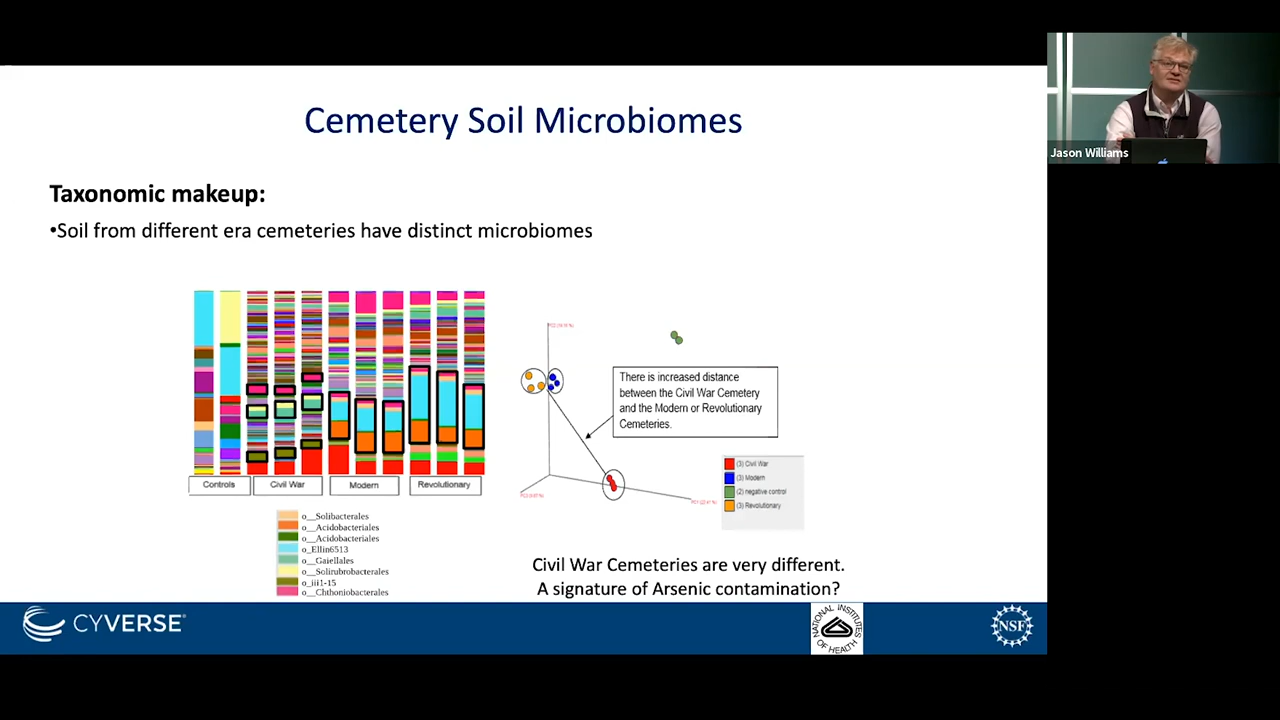 Cemetery Soil Microbiomes
Jason Williams
Taxonomic makeup:
•Soil from different era cemeteries have distinct microbiomes
There is increased distance
between the Civil War Cemetery
and the Modern or Revolutionary
Cemeteries.
Controls
Civil War
Modern
Revolutionary
(3) Civil War
(3) Modern
(2) negative control
(3) Revolutionary
o__Solibacterales
o__Acidobacteriales
o__Acidobacteriales
o_Ellin6513
o__Gaiellales
o__Solirubrobacterales
o_iii1-15
o__Chthoniobacterales
Civil War Cemeteries are very different.
A signature of Arsenic contamination?
CYVERSE
NATIONAL INSTITUTES
OF HEALTH
NSF